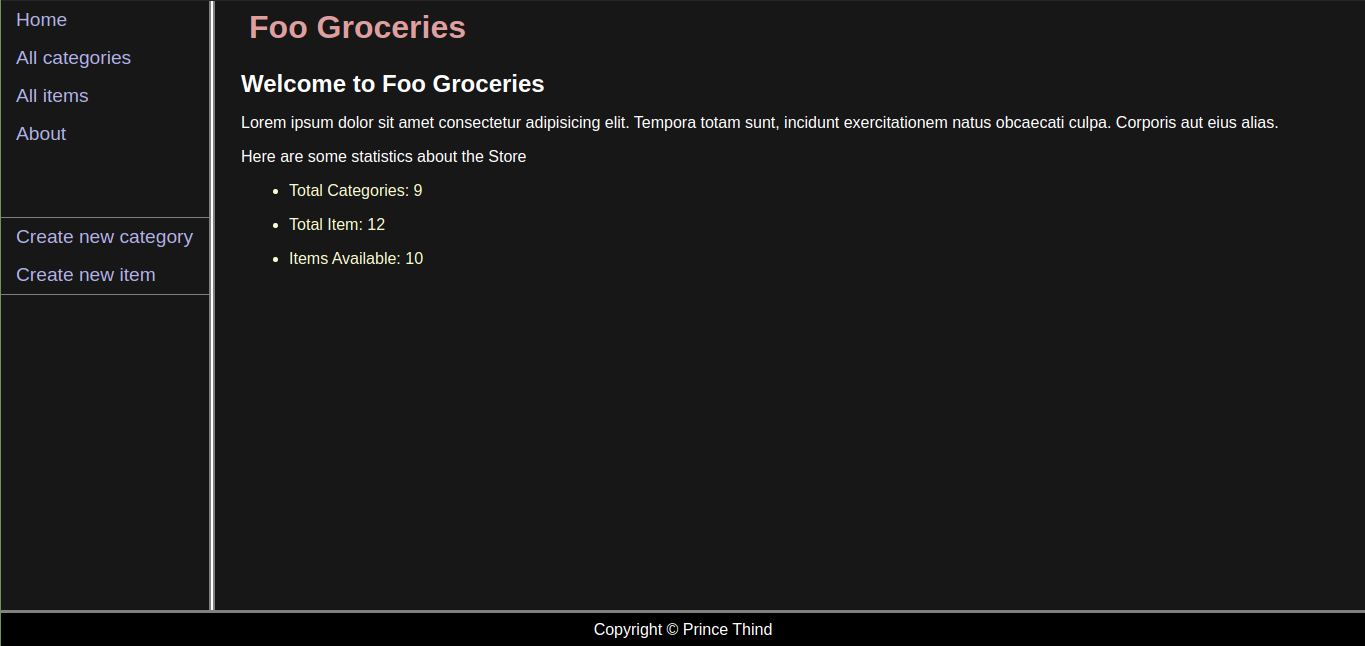 Home
All categories
All items
About
Create new category
Create new item
Foo Groceries
Welcome to Foo Groceries
Lorem ipsum dolor sit amet consectetur adipisicing elit. Tempora totam sunt, incidunt exercitationem natus obcaecati culpa. Corporis aut eius alias.
Here are some statistics about the Store
• Total Categories: 9
• Total Item: 12
• Items Available: 10
Copyright © Prince Thind